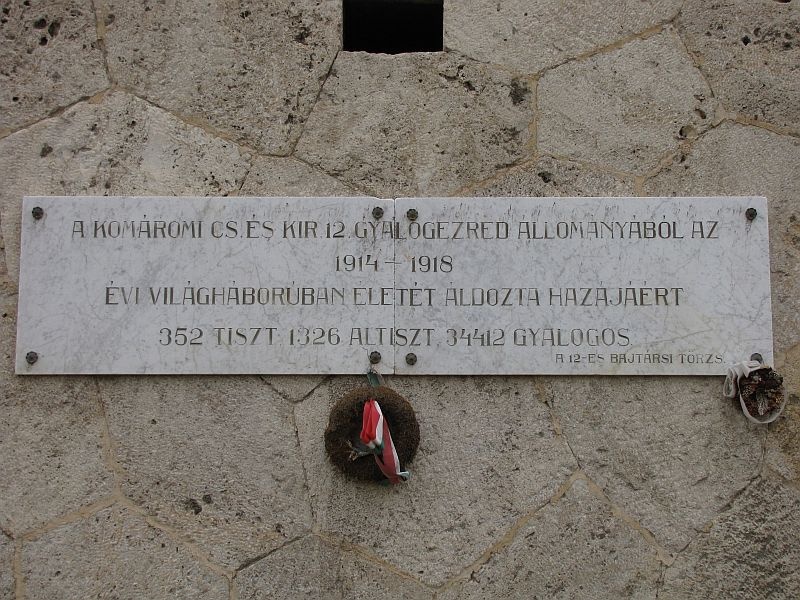 A KOMÁROMI CS. ÉS KIR 12. GYALOGEZRED ÁLLOMÁNYÁBÓL AZ
1914 – 1918
ÉVI VILÁGHÁBORÚBAN ÉLETÉT ÁLDOZTA HAZÁJÁÉRT
352 TISZT, 1326 ALTISZT, 34412 GYALOGOS
A 12-ES BAJTÁRSI TÖRZS.